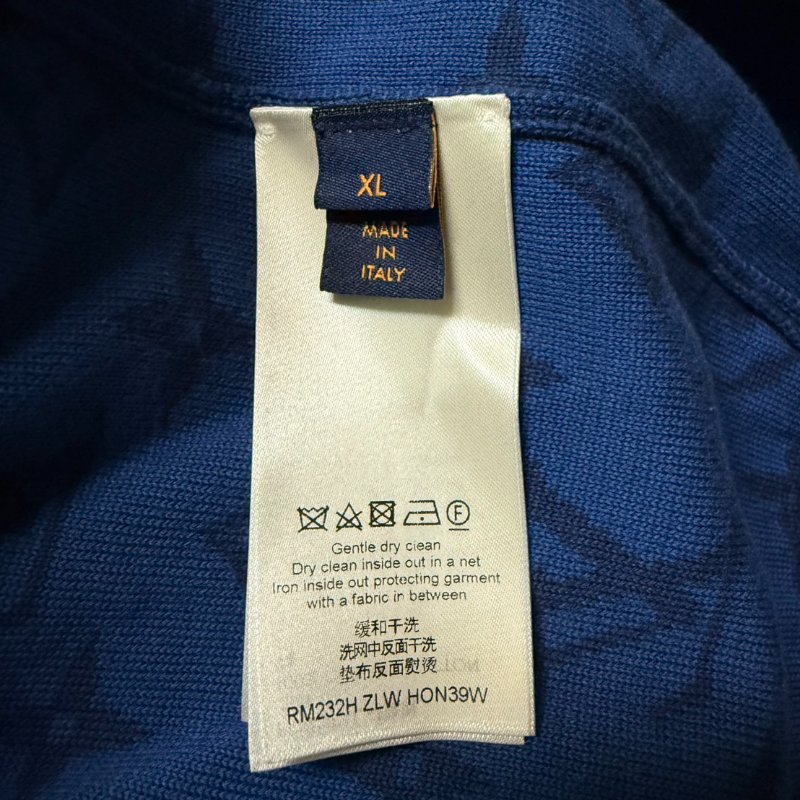 XL
MADE
IN
ITALY
F
Gentle dry clean
Dry clean inside out in a net
Iron inside out protecting garment
with a fabric in between
缓和干洗
洗网中反面干洗
垫布反面熨烫
RM232H ZLW HON39W